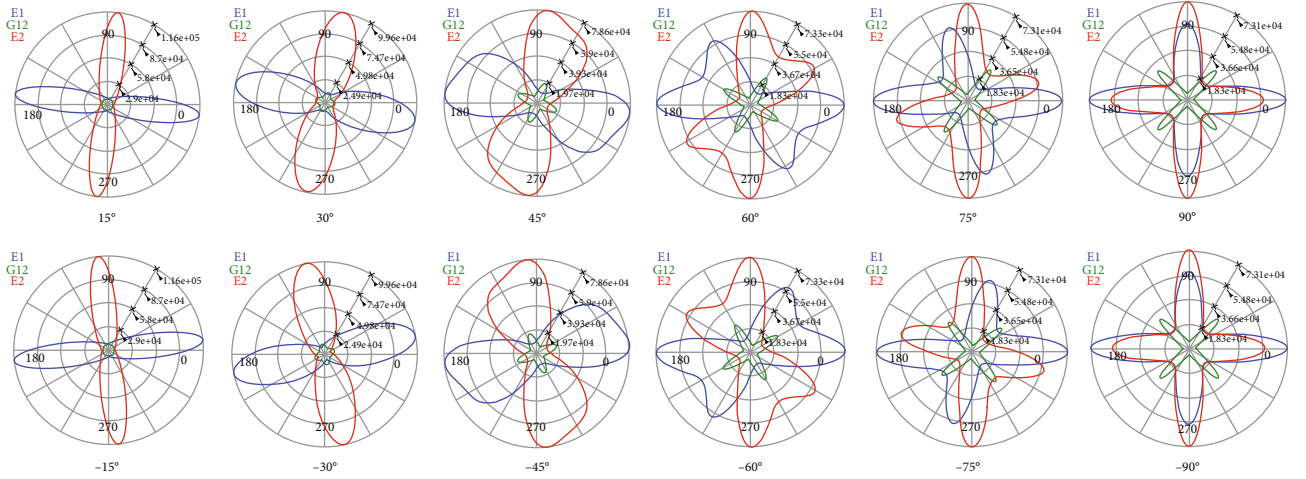 E1
G12
E2
90
180
0
270
1.16e+05
8.7e+04
5.8e+04
2.9e+04
15°
E1
G12
E2
90
180
0
270
9.96e+04
7.47e+04
4.98e+04
2.49e+04
30°
E1
G12
E2
90
180
0
270
7.86e+04
5.9e+04
3.93e+04
1.97e+04
45°
E1
G12
E2
90
180
0
270
7.33e+04
5.5e+04
3.67e+04
1.83e+04
60°
E1
G12
E2
90
180
0
270
7.31e+04
5.48e+04
3.65e+04
1.83e+04
75°
E1
G12
E2
90
180
0
270
7.31e+04
5.48e+04
3.66e+04
1.83e+04
90°
E1
G12
E2
90
180
0
270
1.16e+05
8.7e+04
5.8e+04
2.9e+04
–15°
E1
G12
E2
90
180
0
270
9.96e+04
7.47e+04
4.98e+04
2.49e+04
–30°
E1
G12
E2
90
180
0
270
7.86e+04
5.9e+04
3.93e+04
1.97e+04
–45°
E1
G12
E2
90
180
0
270
7.33e+04
5.5e+04
3.67e+04
1.83e+04
–60°
E1
G12
E2
90
180
0
270
7.31e+04
5.48e+04
3.65e+04
1.83e+04
–75°
E1
G12
E2
90
180
0
270
7.31e+04
5.48e+04
3.66e+04
1.83e+04
–90°